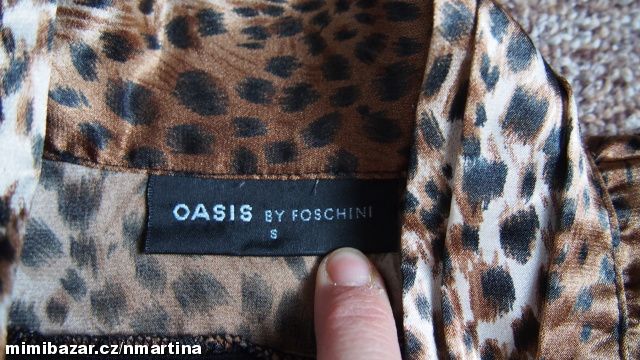 OASIS BY FOSCHINI
S
mimibazar.cz/nmartina